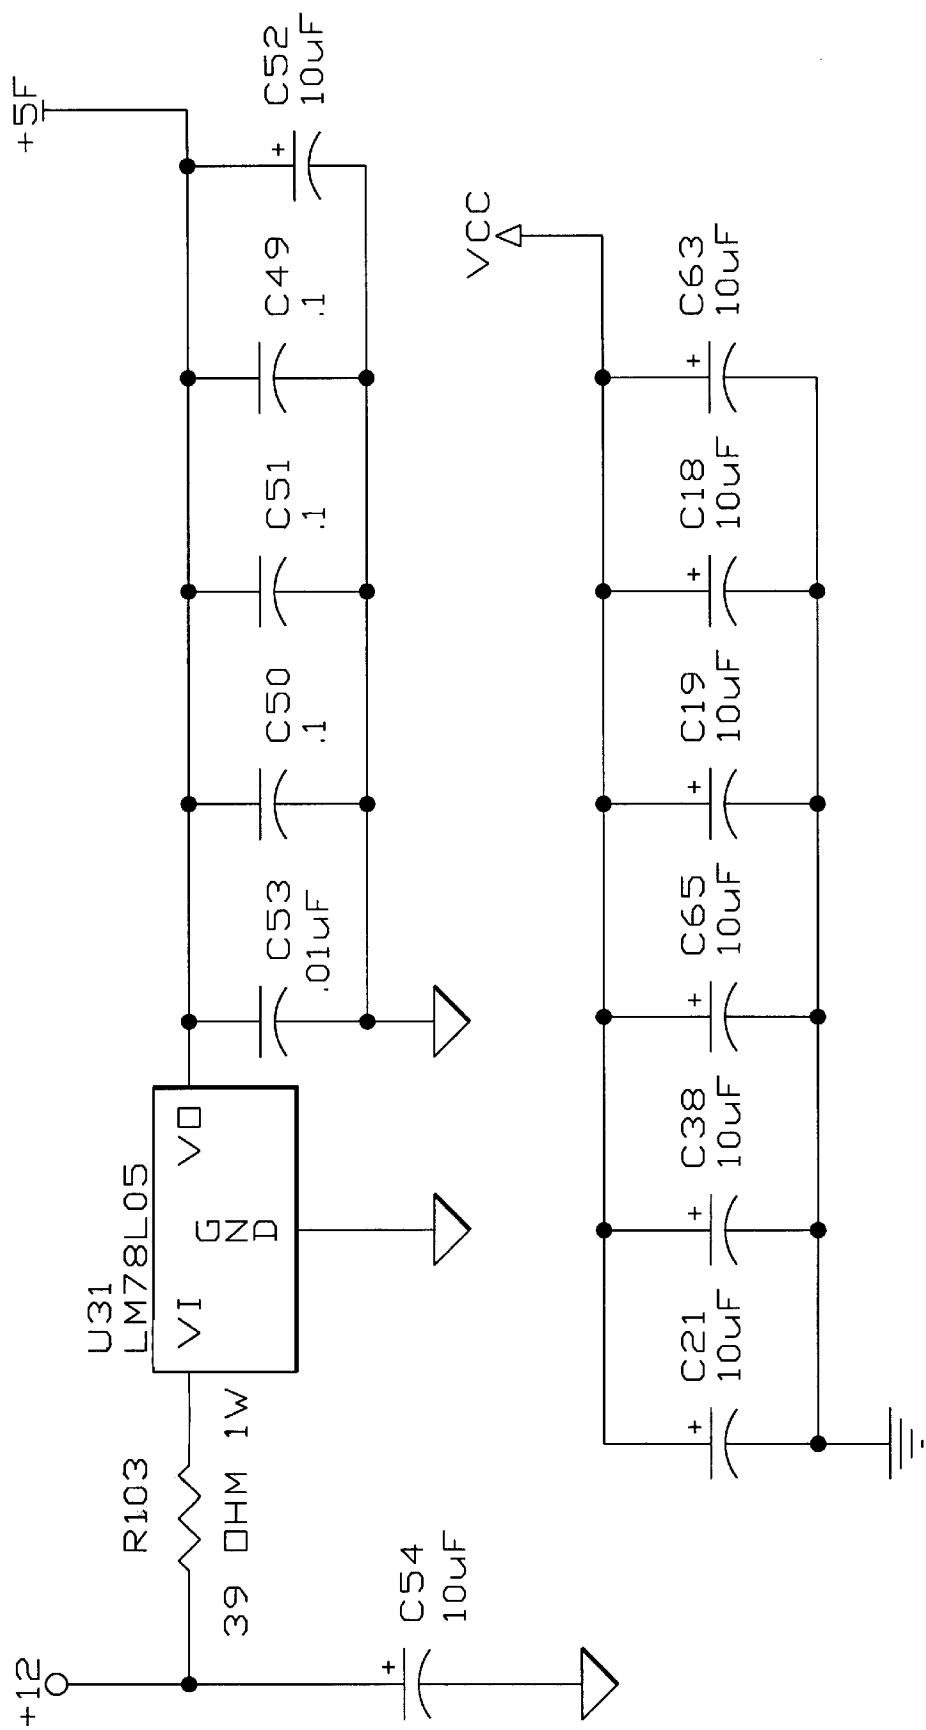 +12
R103
39 OHM 1W
C54
10uF
+
U31
LM78L05
VI
GND
VO
C53
.01uF
C50
.1
C51
.1
C49
.1
C52
10uF
+
+5F
C21
10uF
+
C38
10uF
+
C65
10uF
+
C19
10uF
+
C18
10uF
+
C63
10uF
+
VCC